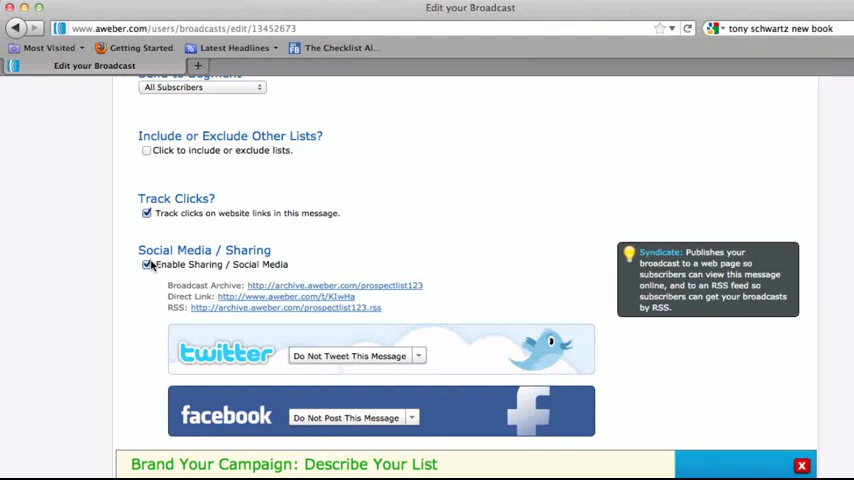 Edit your Broadcast
www.aweber.com/users/broadcasts/edit/13452673
tony schwartz new book
Most Visited
Getting Started
Latest Headlines
The Checklist AI...
Edit your Broadcast
Send to Segment
All Subscribers
Include or Exclude Other Lists?
Click to include or exclude lists.
Track Clicks?
Track clicks on website links in this message.
Social Media / Sharing
Enable Sharing / Social Media
Syndicate: Publishes your
broadcast to a web page so
subscribers can view this message
online, and to an RSS feed so
subscribers can get your broadcasts
by RSS.
Broadcast Archive: http://archive.aweber.com/prospectlist123
Direct Link: http://www.aweber.com/t/KIwHa
RSS: http://archive.aweber.com/prospectlist123.rss
twitter
Do Not Tweet This Message
facebook
Do Not Post This Message
f
Brand Your Campaign: Describe Your List